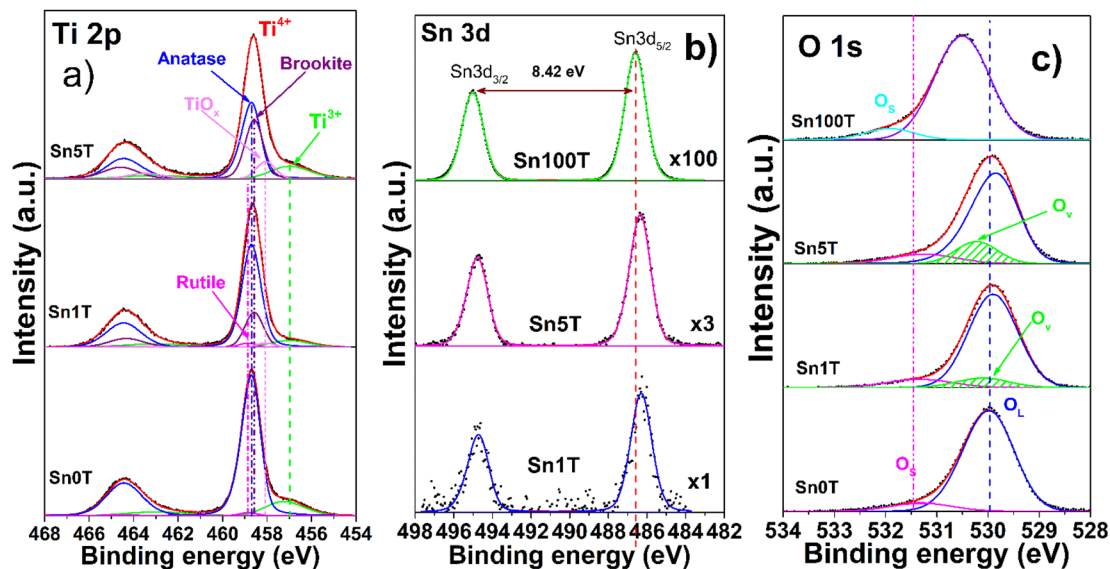 Ti 2p
a)
Ti4+
Anatase
Brookite
TiOx
Ti3+
Sn5T
Sn1T
Rutile
Sn0T
Intensity (a.u.)
468 466 464 462 460 458 456 454
Binding energy (eV)
Sn 3d
b)
Sn3d5/2
Sn3d3/2
8.42 eV
Sn100T
x100
Sn5T
x3
Sn1T
x1
Intensity (a.u.)
498 496 494 492 490 488 486 484 482
Binding energy (eV)
O 1s
c)
OS
Sn100T
Ov
Sn5T
Ov
Sn1T
OL
OS
Sn0T
Intensity (a.u.)
534 533 532 531 530 529 528
Binding energy (eV)